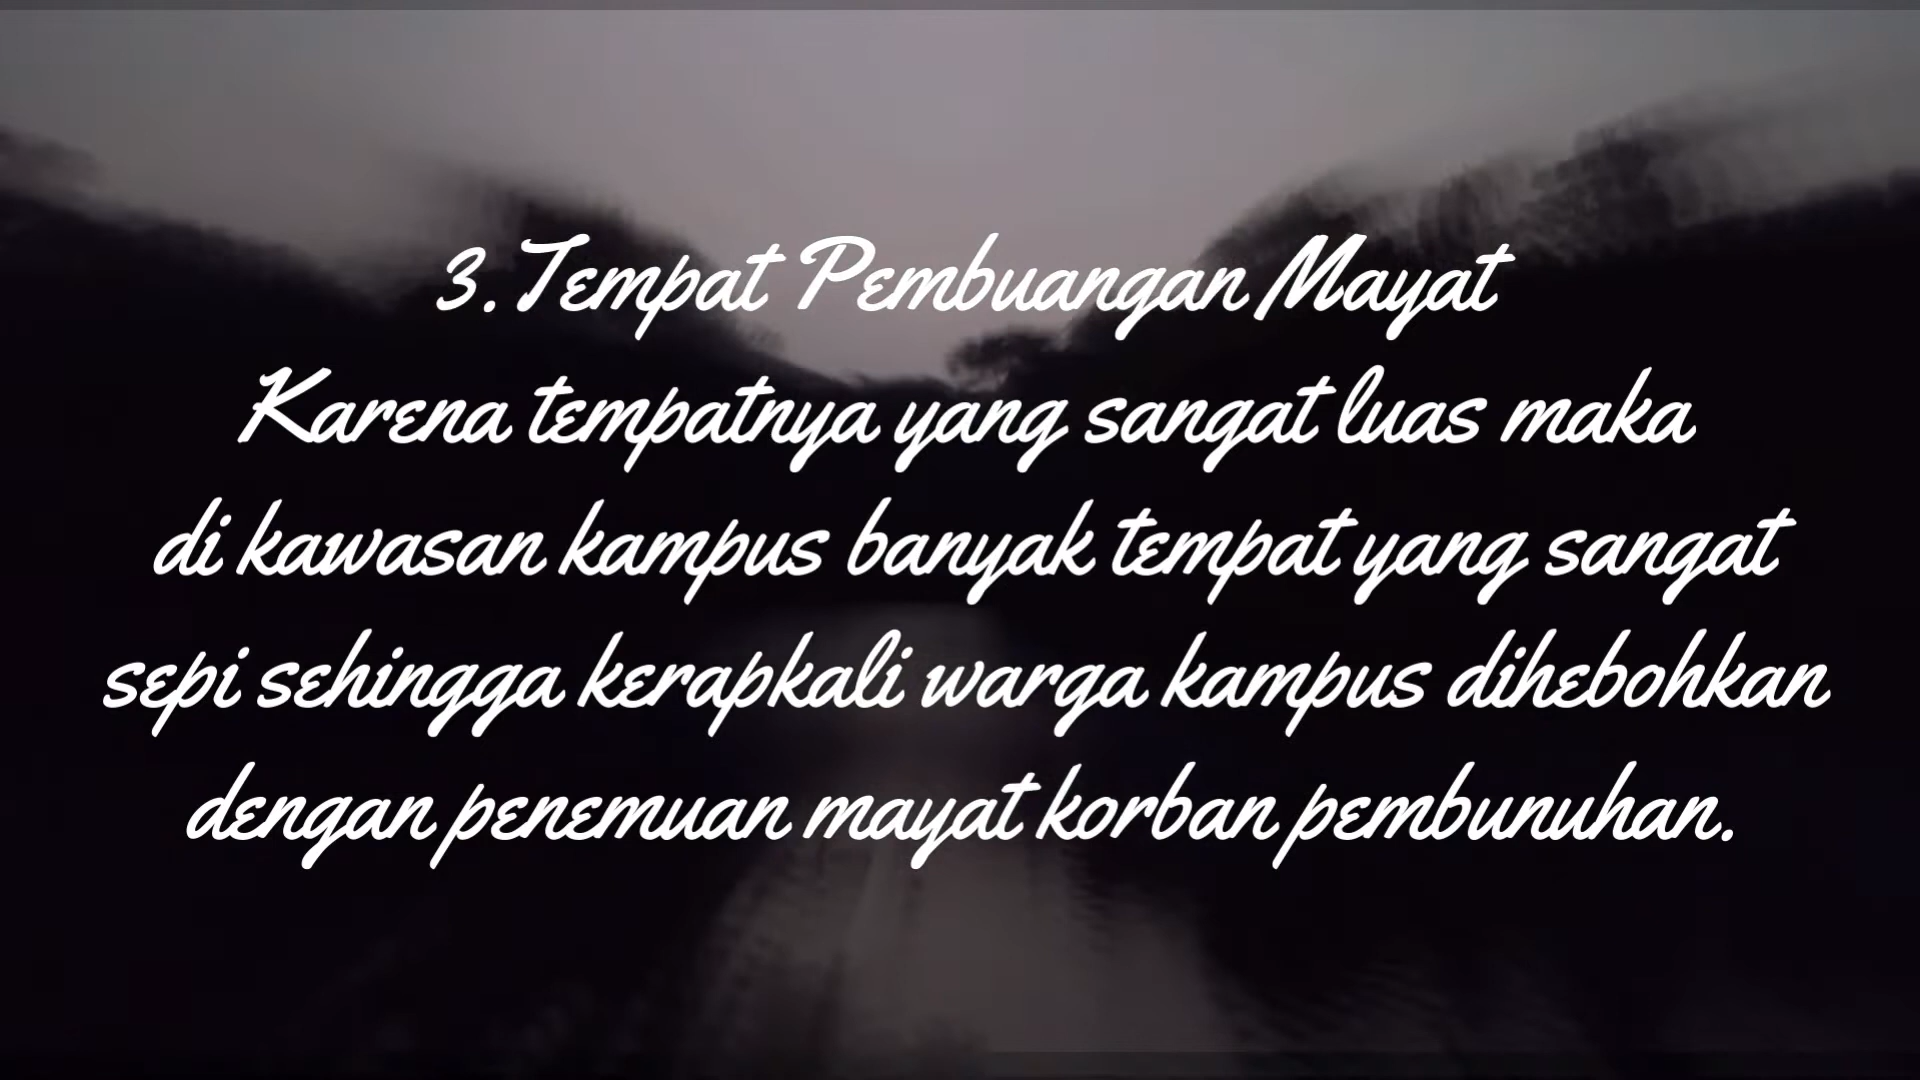 3. Tempat Pembuangan Mayat
Karena tempatnya yang sangat luas maka
di kawasan kampus banyak tempat yang sangat
sepi sehingga kerapkali warga kampus dihebohkan
dengan penemuan mayat korban pembunuhan.